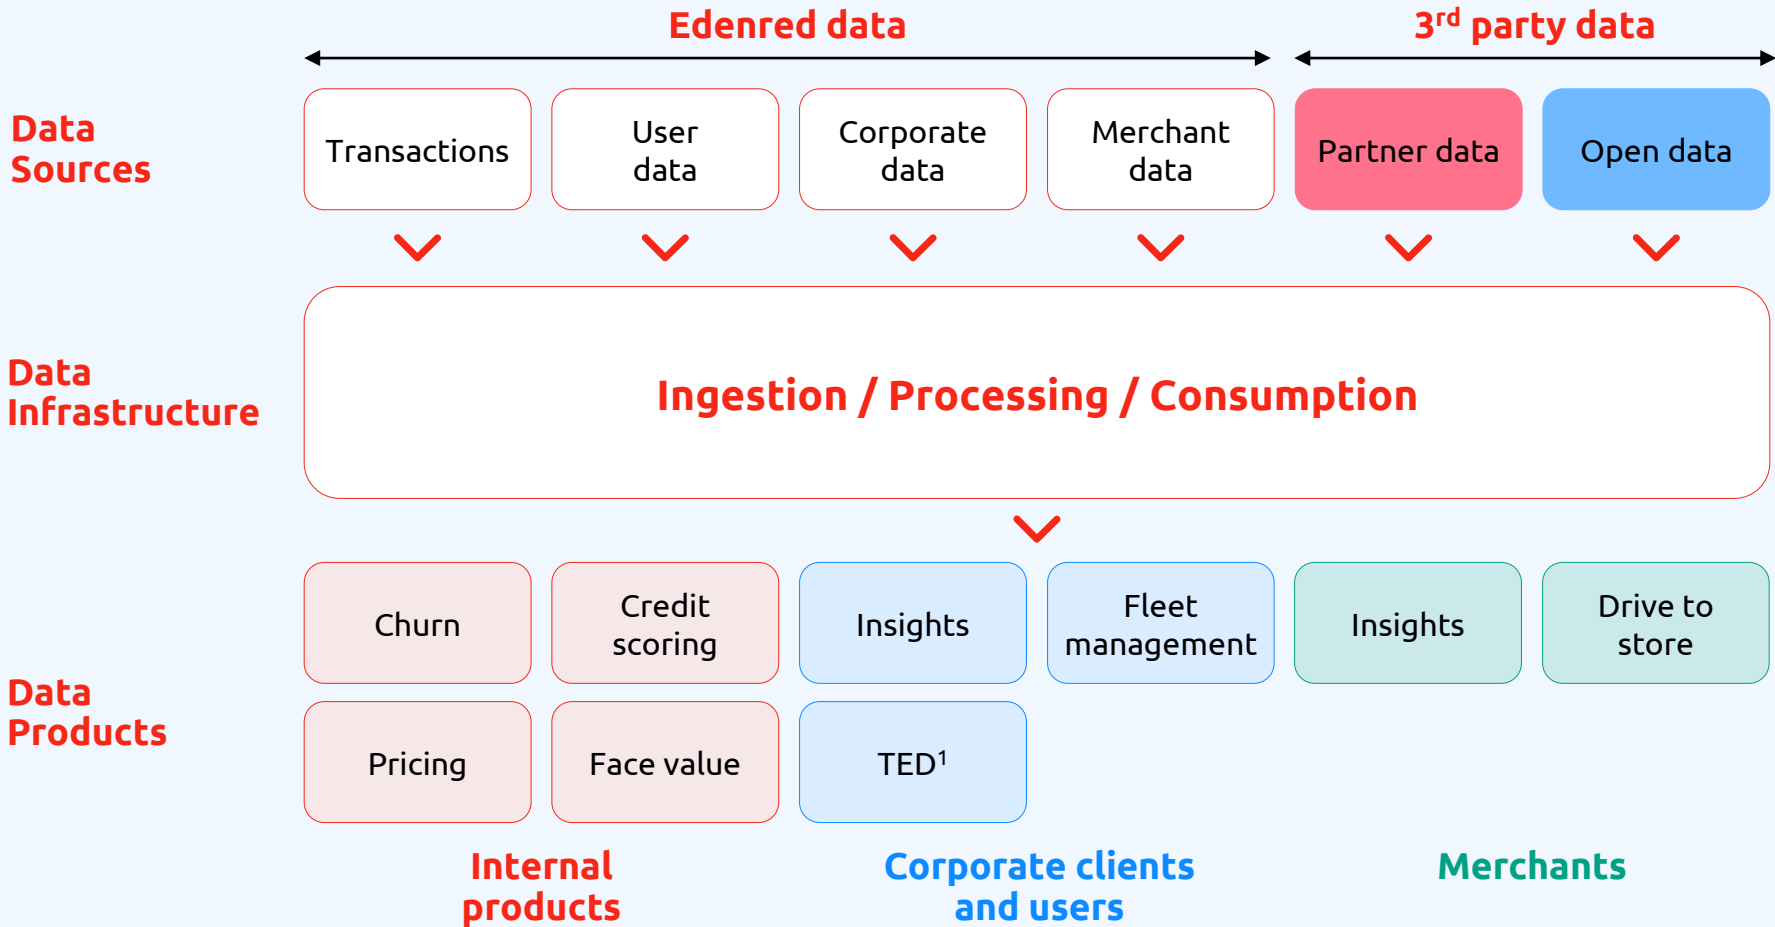 Edenred data
3rd party data
Data
Sources
Transactions
User
data
Corporate
data
Merchant
data
Partner data
Open data
Data
Infrastructure
Ingestion / Processing / Consumption
Data
Products
Churn
Credit
scoring
Insights
Fleet
management
Insights
Drive to
store
Pricing
Face value
TED1
Internal
products
Corporate clients
and users
Merchants